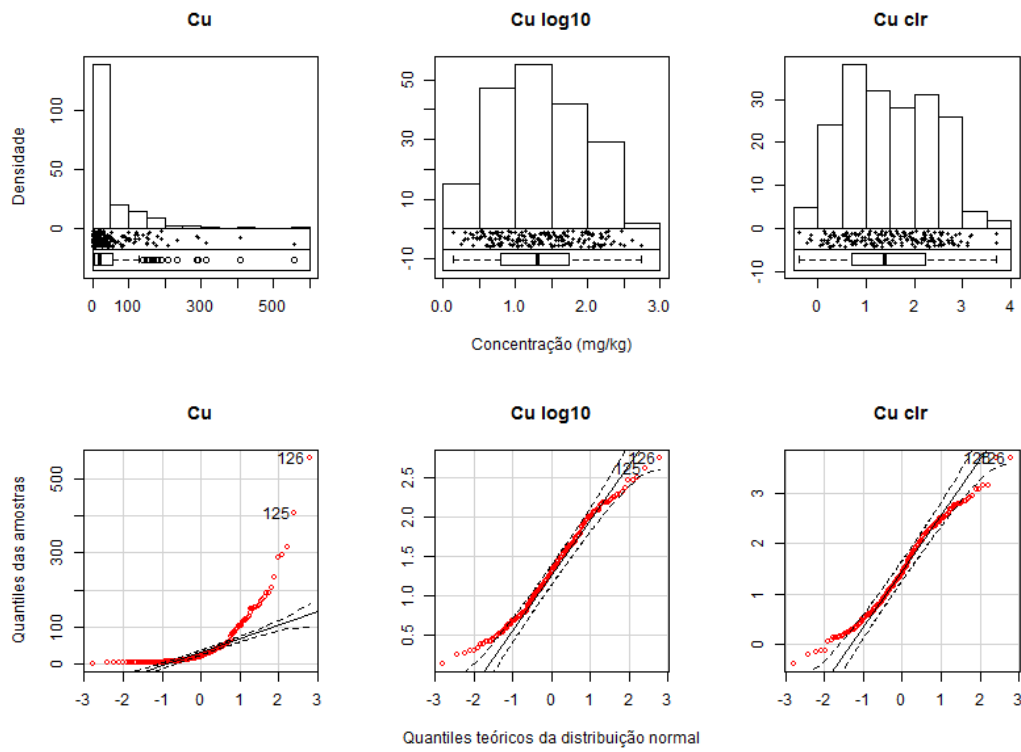 Cu Cu log10 Cu clr
Densidade
0 50 100
-10 10 30 50
-10 0 10 20 30
0 100 300 500
0.0 1.0 2.0 3.0
0 1 2 3 4
Concentração (mg/kg)
Cu Cu log10 Cu clr
Quantiles das amostras
0 100 300 500
0.5 1.0 1.5 2.0 2.5
0 1 2 3
126
125
126
125
126
-3 -2 -1 0 1 2 3
-3 -2 -1 0 1 2 3
-3 -2 -1 0 1 2 3
Quantiles teóricos da distribuição normal